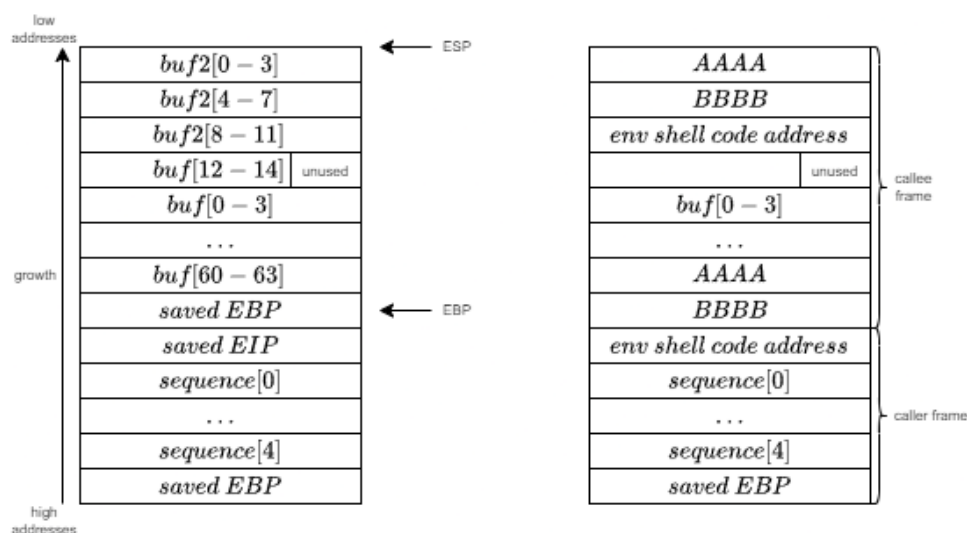 low
addresses
ESP
buf2[0 − 3]
AAAA
buf2[4 − 7]
BBBB
buf2[8 − 11]
env shell code address
buf[12 − 14]
unused
unused
callee
frame
buf[0 − 3]
buf[0 − 3]
...
...
growth
buf[60 − 63]
AAAA
saved EBP
EBP
BBBB
saved EIP
env shell code address
sequence[0]
sequence[0]
...
...
caller frame
sequence[4]
sequence[4]
saved EBP
saved EBP
high
addresses